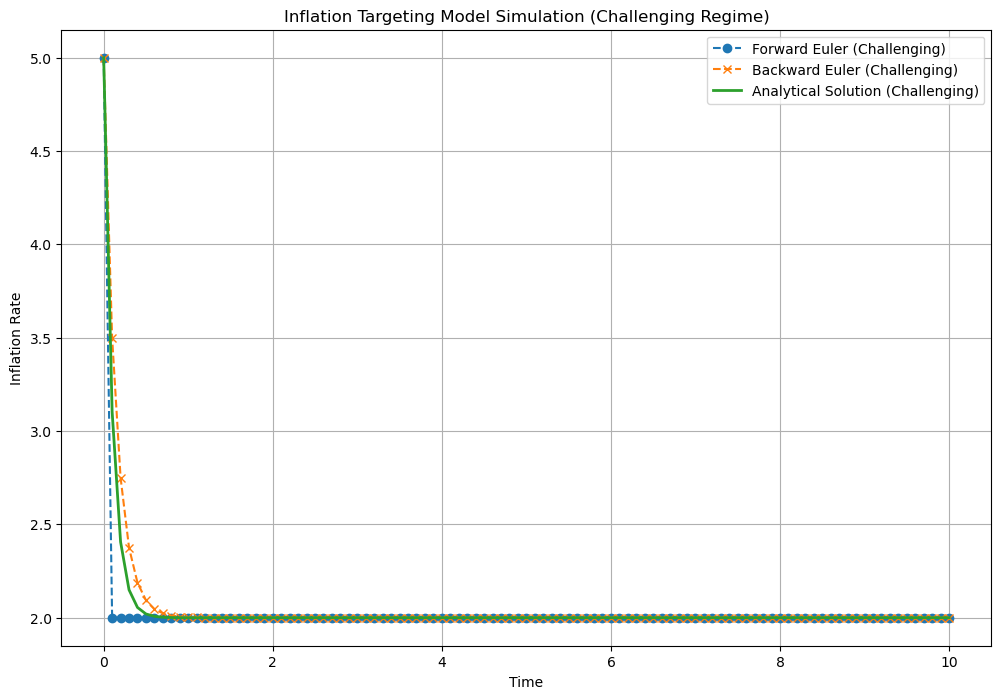 Inflation Targeting Model Simulation (Challenging Regime)
Forward Euler (Challenging)
Backward Euler (Challenging)
Analytical Solution (Challenging)
Inflation Rate
5.0
4.5
4.0
3.5
3.0
2.5
2.0
0 2 4 6 8 10
Time